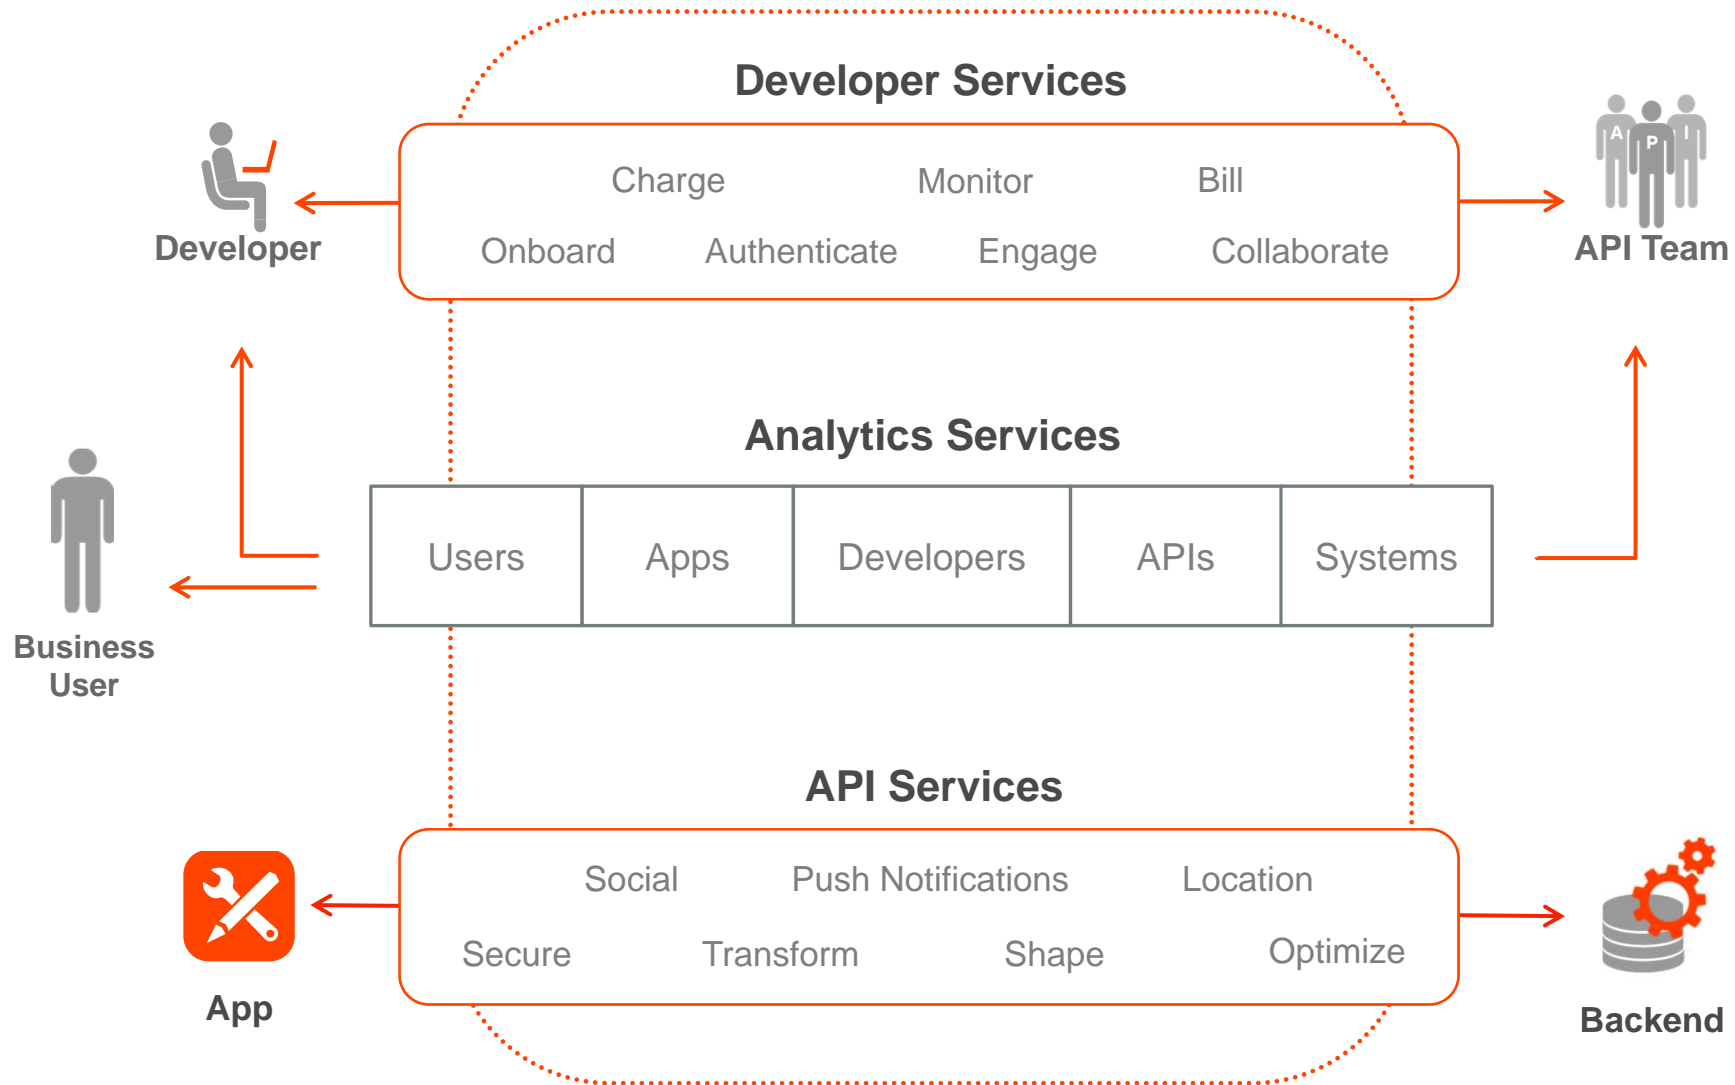 Developer Services
A P I
Charge Monitor Bill
Developer
API Team
Onboard Authenticate Engage Collaborate
Analytics Services
Users Apps Developers APIs Systems
Business
User
API Services
Social Push Notifications Location
Secure Transform Shape Optimize
App
Backend